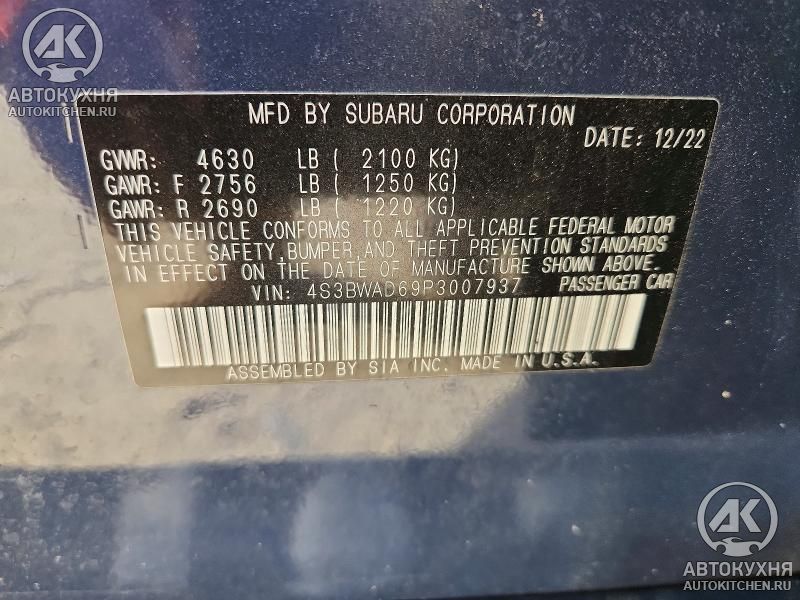 AK
АВТОКУХНЯ
AUTOKITCHEN.RU
MFD BY SUBARU CORPORATION
DATE: 12/22
GVWR: 4630 LB ( 2100 KG)
GAWR: F 2756 LB ( 1250 KG)
GAWR: R 2690 LB ( 1220 KG)
THIS VEHICLE CONFORMS TO ALL APPLICABLE FEDERAL MOTOR
VEHICLE SAFETY,BUMPER,AND THEFT PREVENTION STANDARDS
IN EFFECT ON THE DATE OF MANUFACTURE SHOWN ABOVE.
VIN: 4S3BWAD69P3007937 PASSENGER CAR
ASSEMBLED BY SIA INC. MADE IN U.S.A.
AK
АВТОКУХНЯ
AUTOKITCHEN.RU